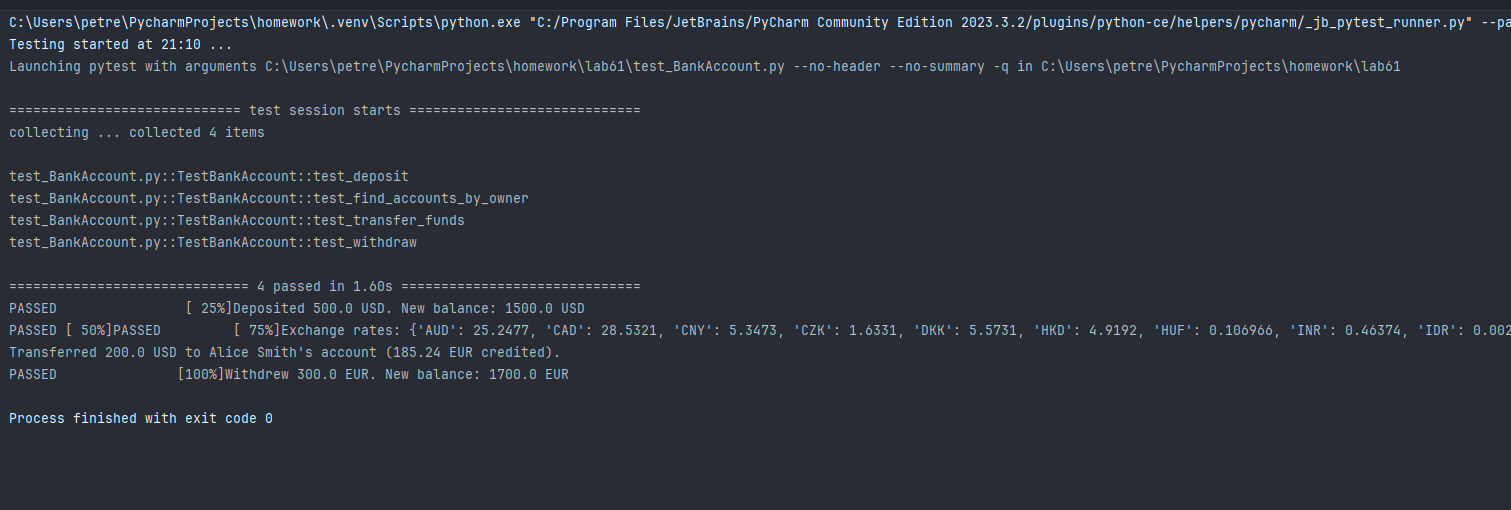 C:\Users\petre\PycharmProjects\homework\.venv\Scripts\python.exe "C:/Program Files/JetBrains/PyCharm Community Edition 2023.3.2/plugins/python-ce/helpers/pycharm/_jb_pytest_runner.py" --pa
Testing started at 21:10 ...
Launching pytest with arguments C:\Users\petre\PycharmProjects\homework\lab61\test_BankAccount.py --no-header --no-summary -q in C:\Users\petre\PycharmProjects\homework\lab61
============================= test session starts =============================
collecting ... collected 4 items
test_BankAccount.py::TestBankAccount::test_deposit
test_BankAccount.py::TestBankAccount::test_find_accounts_by_owner
test_BankAccount.py::TestBankAccount::test_transfer_funds
test_BankAccount.py::TestBankAccount::test_withdraw
============================== 4 passed in 1.60s ==============================
PASSED                [ 25%]Deposited 500.0 USD. New balance: 1500.0 USD
PASSED [ 50%]PASSED         [ 75%]Exchange rates: {'AUD': 25.2477, 'CAD': 28.5321, 'CNY': 5.3473, 'CZK': 1.6331, 'DKK': 5.5731, 'HKD': 4.9192, 'HUF': 0.106966, 'INR': 0.46374, 'IDR': 0.002
Transferred 200.0 USD to Alice Smith's account (185.24 EUR credited).
PASSED               [100%]Withdrew 300.0 EUR. New balance: 1700.0 EUR
Process finished with exit code 0